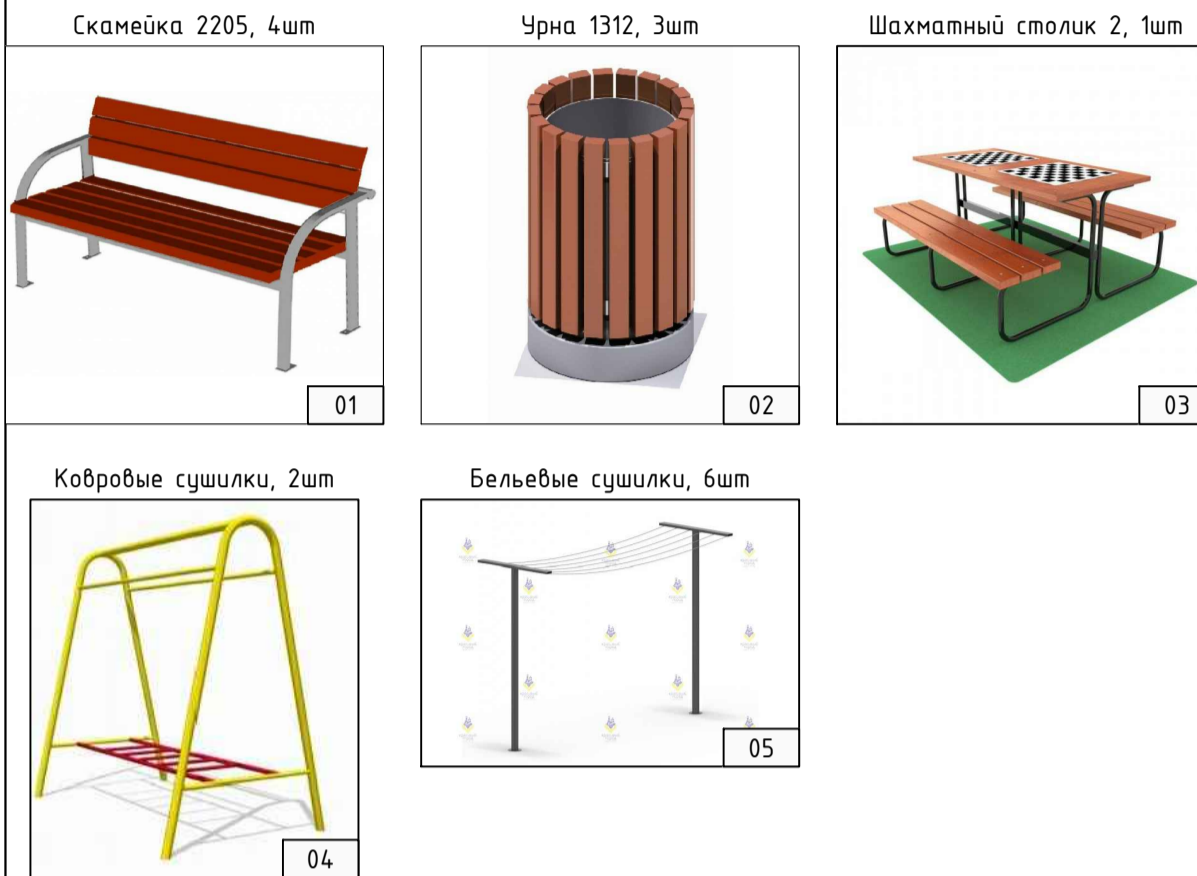 Скамейка 2205, 4шт
Урна 1312, 3шт
Шахматный столик 2, 1шт
01
02
03
Ковровые сушилки, 2шт
Бельевые сушилки, 6шт
05
04